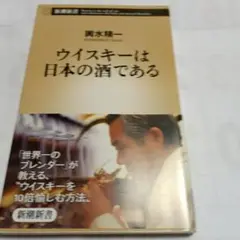 新潮新書
輿水精一
ウイスキーは
日本の酒である
「世界一の
ブレンダー」が
教える、
“ウイスキーを
10倍愉しむ方法。
新潮新書